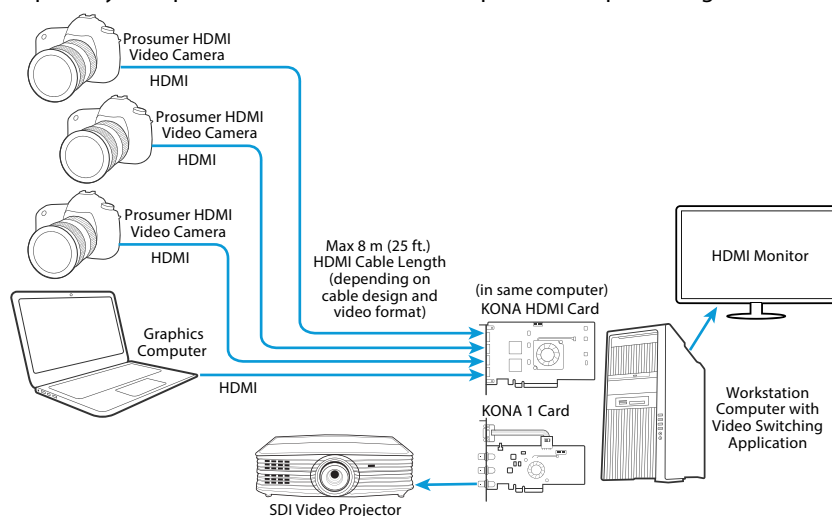 Prosumer HDMI
Video Camera
HDMI
Prosumer HDMI
Video Camera
HDMI
Prosumer HDMI
Video Camera
HDMI
Max 8 m (25 ft.)
HDMI Cable Length
(depending on
cable design and
video format)
(in same computer)
KONA HDMI Card
HDMI Monitor
Graphics
Computer
HDMI
KONA 1 Card
Workstation
Computer with
Video Switching
Application
SDI Video Projector